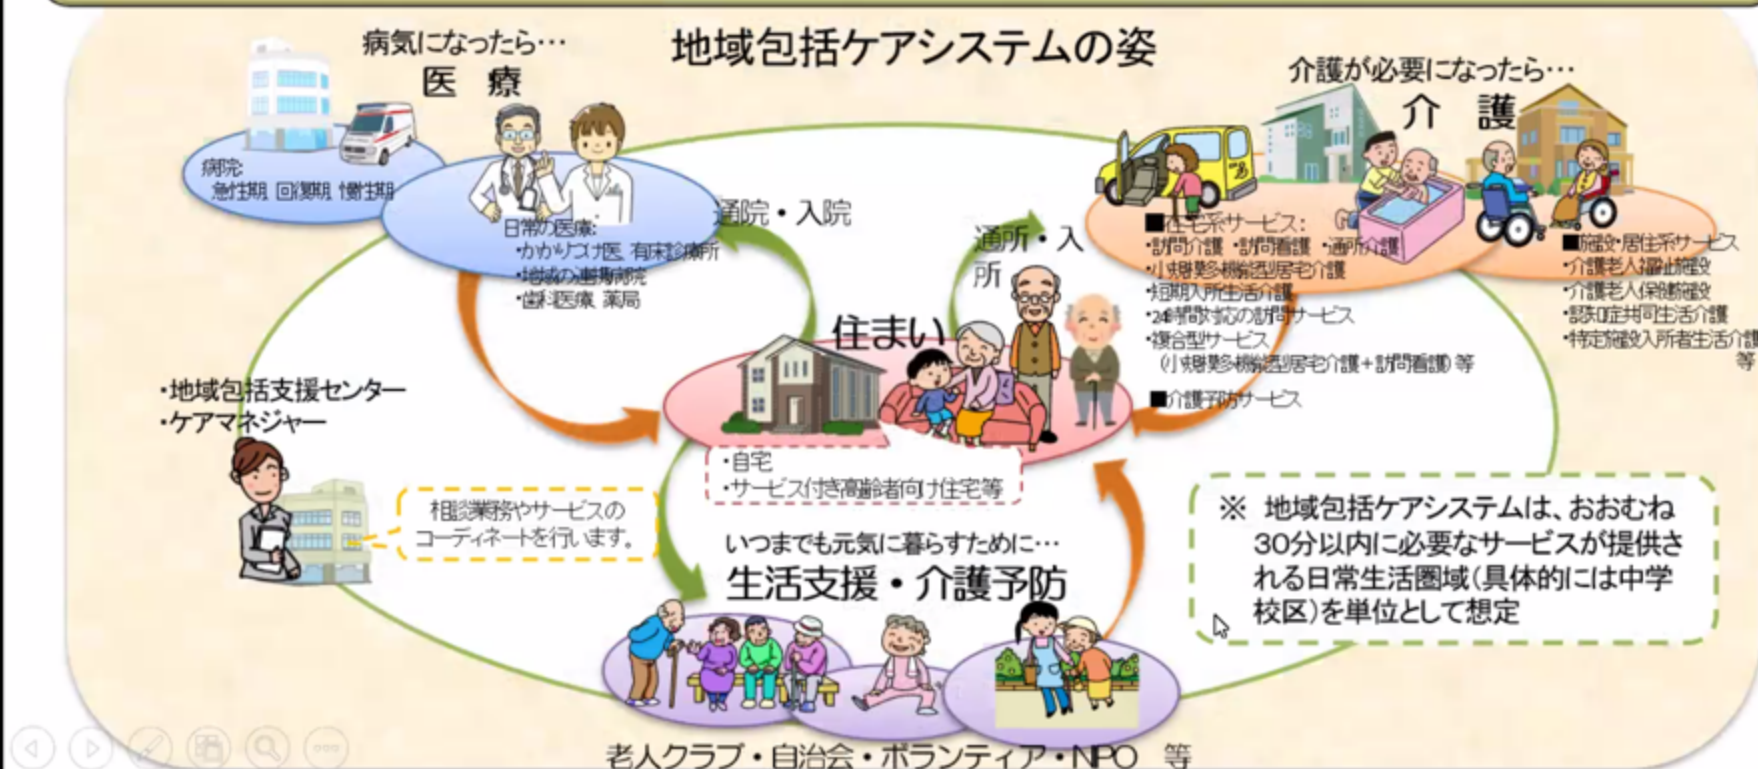 地域包括ケアシステムの姿
病気になったら…
医 療
病院:
急性期 回復期 慢性期
日常の医療:
・かかりつけ医 有床診療所
・地域の連携病院
・歯科医療 薬局
通院・入院
通所・入
所
介護が必要になったら…
介 護
■在宅系サービス:
・訪問介護 ・訪問看護 ・通所介護
・小規模多機能型居宅介護
・短期入所生活介護
・24時間対応の訪問サービス
・複合型サービス
(小規模多機能型居宅介護+訪問看護)等
■介護予防サービス
■施設・居住系サービス
・介護老人福祉施設
・介護老人保健施設
・認知症共同生活介護
・特定施設入所者生活介護
等
住まい
・自宅
・サービス付き高齢者向け住宅等
・地域包括支援センター
・ケアマネジャー
相談業務やサービスの
コーディネートを行います。
いつまでも元気に暮らすために…
生活支援・介護予防
老人クラブ・自治会・ボランティア・NPO 等
※ 地域包括ケアシステムは、おおむね
30分以内に必要なサービスが提供さ
れる日常生活圏域(具体的には中学
校区)を単位として想定